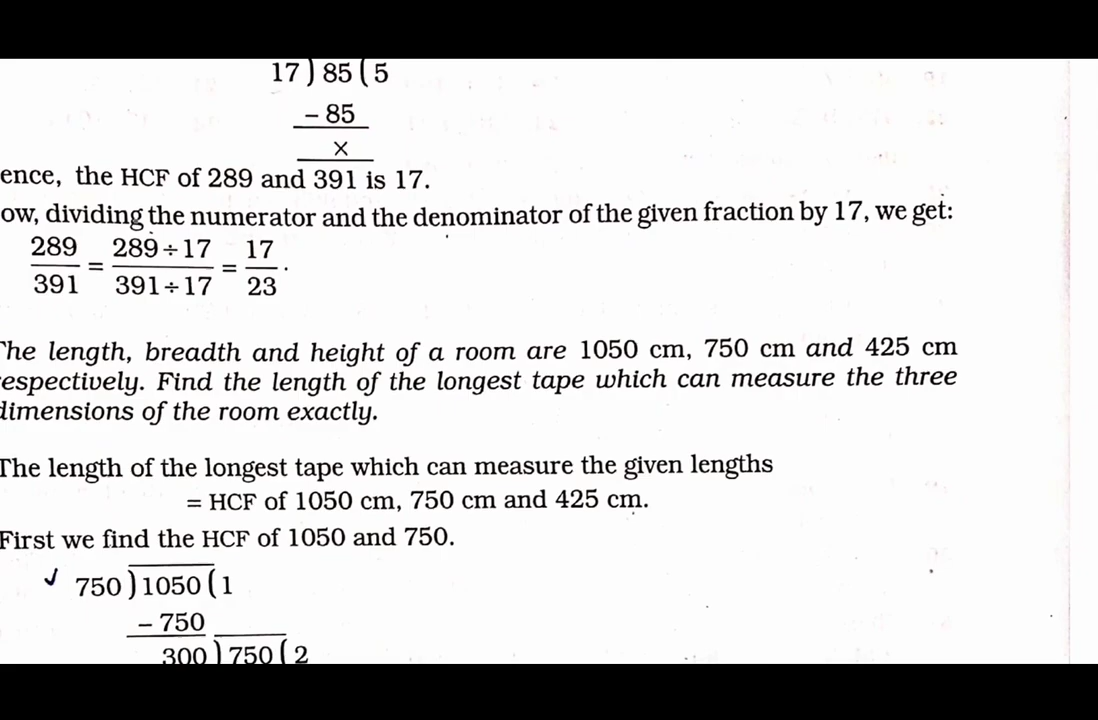 17 ) 85 ( 5
– 85
×
ence, the HCF of 289 and 391 is 17.
ow, dividing the numerator and the denominator of the given fraction by 17, we get:
289/391 = 289 ÷ 17/391 ÷ 17 = 17/23 .
The length, breadth and height of a room are 1050 cm, 750 cm and 425 cm
respectively. Find the length of the longest tape which can measure the three
dimensions of the room exactly.
The length of the longest tape which can measure the given lengths
= HCF of 1050 cm, 750 cm and 425 cm.
First we find the HCF of 1050 and 750.
✓ 750 ) 1050 ( 1
– 750
300 ) 750 ( 2